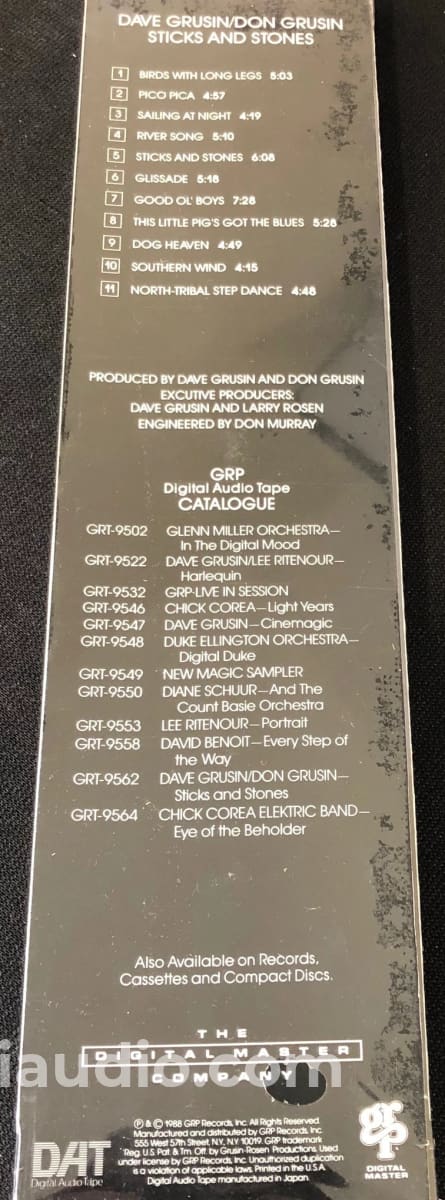 DAVE GRUSIN/DON GRUSIN
STICKS AND STONES
1 BIRDS WITH LONG LEGS 5:03
2 PICO PICA 4:57
3 SAILING AT NIGHT 4:19
4 RIVER SONG 5:10
5 STICKS AND STONES 6:08
6 GLISSADE 5:18
7 GOOD OL' BOYS 7:28
8 THIS LITTLE PIG'S GOT THE BLUES 5:28
9 DOG HEAVEN 4:49
10 SOUTHERN WIND 4:15
11 NORTH-TRIBAL STEP DANCE 4:48
PRODUCED BY DAVE GRUSIN AND DON GRUSIN
EXCUTIVE PRODUCERS:
DAVE GRUSIN AND LARRY ROSEN
ENGINEERED BY DON MURRAY
GRP
Digital Audio Tape
CATALOGUE
GRT-9502 GLENN MILLER ORCHESTRA—
In The Digital Mood
GRT-9522 DAVE GRUSIN/LEE RITENOUR—
Harlequin
GRT-9532 GRP-LIVE IN SESSION
GRT-9546 CHICK COREA—Light Years
GRT-9547 DAVE GRUSIN—Cinemagic
GRT-9548 DUKE ELLINGTON ORCHESTRA—
Digital Duke
GRT-9549 NEW MAGIC SAMPLER
GRT-9550 DIANE SCHUUR—And The
Count Basie Orchestra
GRT-9553 LEE RITENOUR—Portrait
GRT-9558 DAVID BENOIT—Every Step of
the Way
GRT-9562 DAVE GRUSIN/DON GRUSIN—
Sticks and Stones
GRT-9564 CHICK COREA ELEKTRIC BAND—
Eye of the Beholder
Also Available on Records,
Cassettes and Compact Discs.
THE
DIGITAL MASTER
COMPANY
iaudio.com
℗ & © 1988 GRP Records, Inc. All Rights Reserved.
Manufactured and distributed by GRP Records, Inc.
555 West 57th Street, N.Y., N.Y. 10019. GRP trademark
Reg. U.S. Pat. & Tm. Off. by Grusin-Rosen Productions. Used
under license by GRP Records, Inc. Unauthorized duplication
is a violation of applicable laws. Printed in the U.S.A.
Digital Audio Tape manufactured in Japan.
DAT
Digital Audio Tape
grp
DIGITAL
MASTER